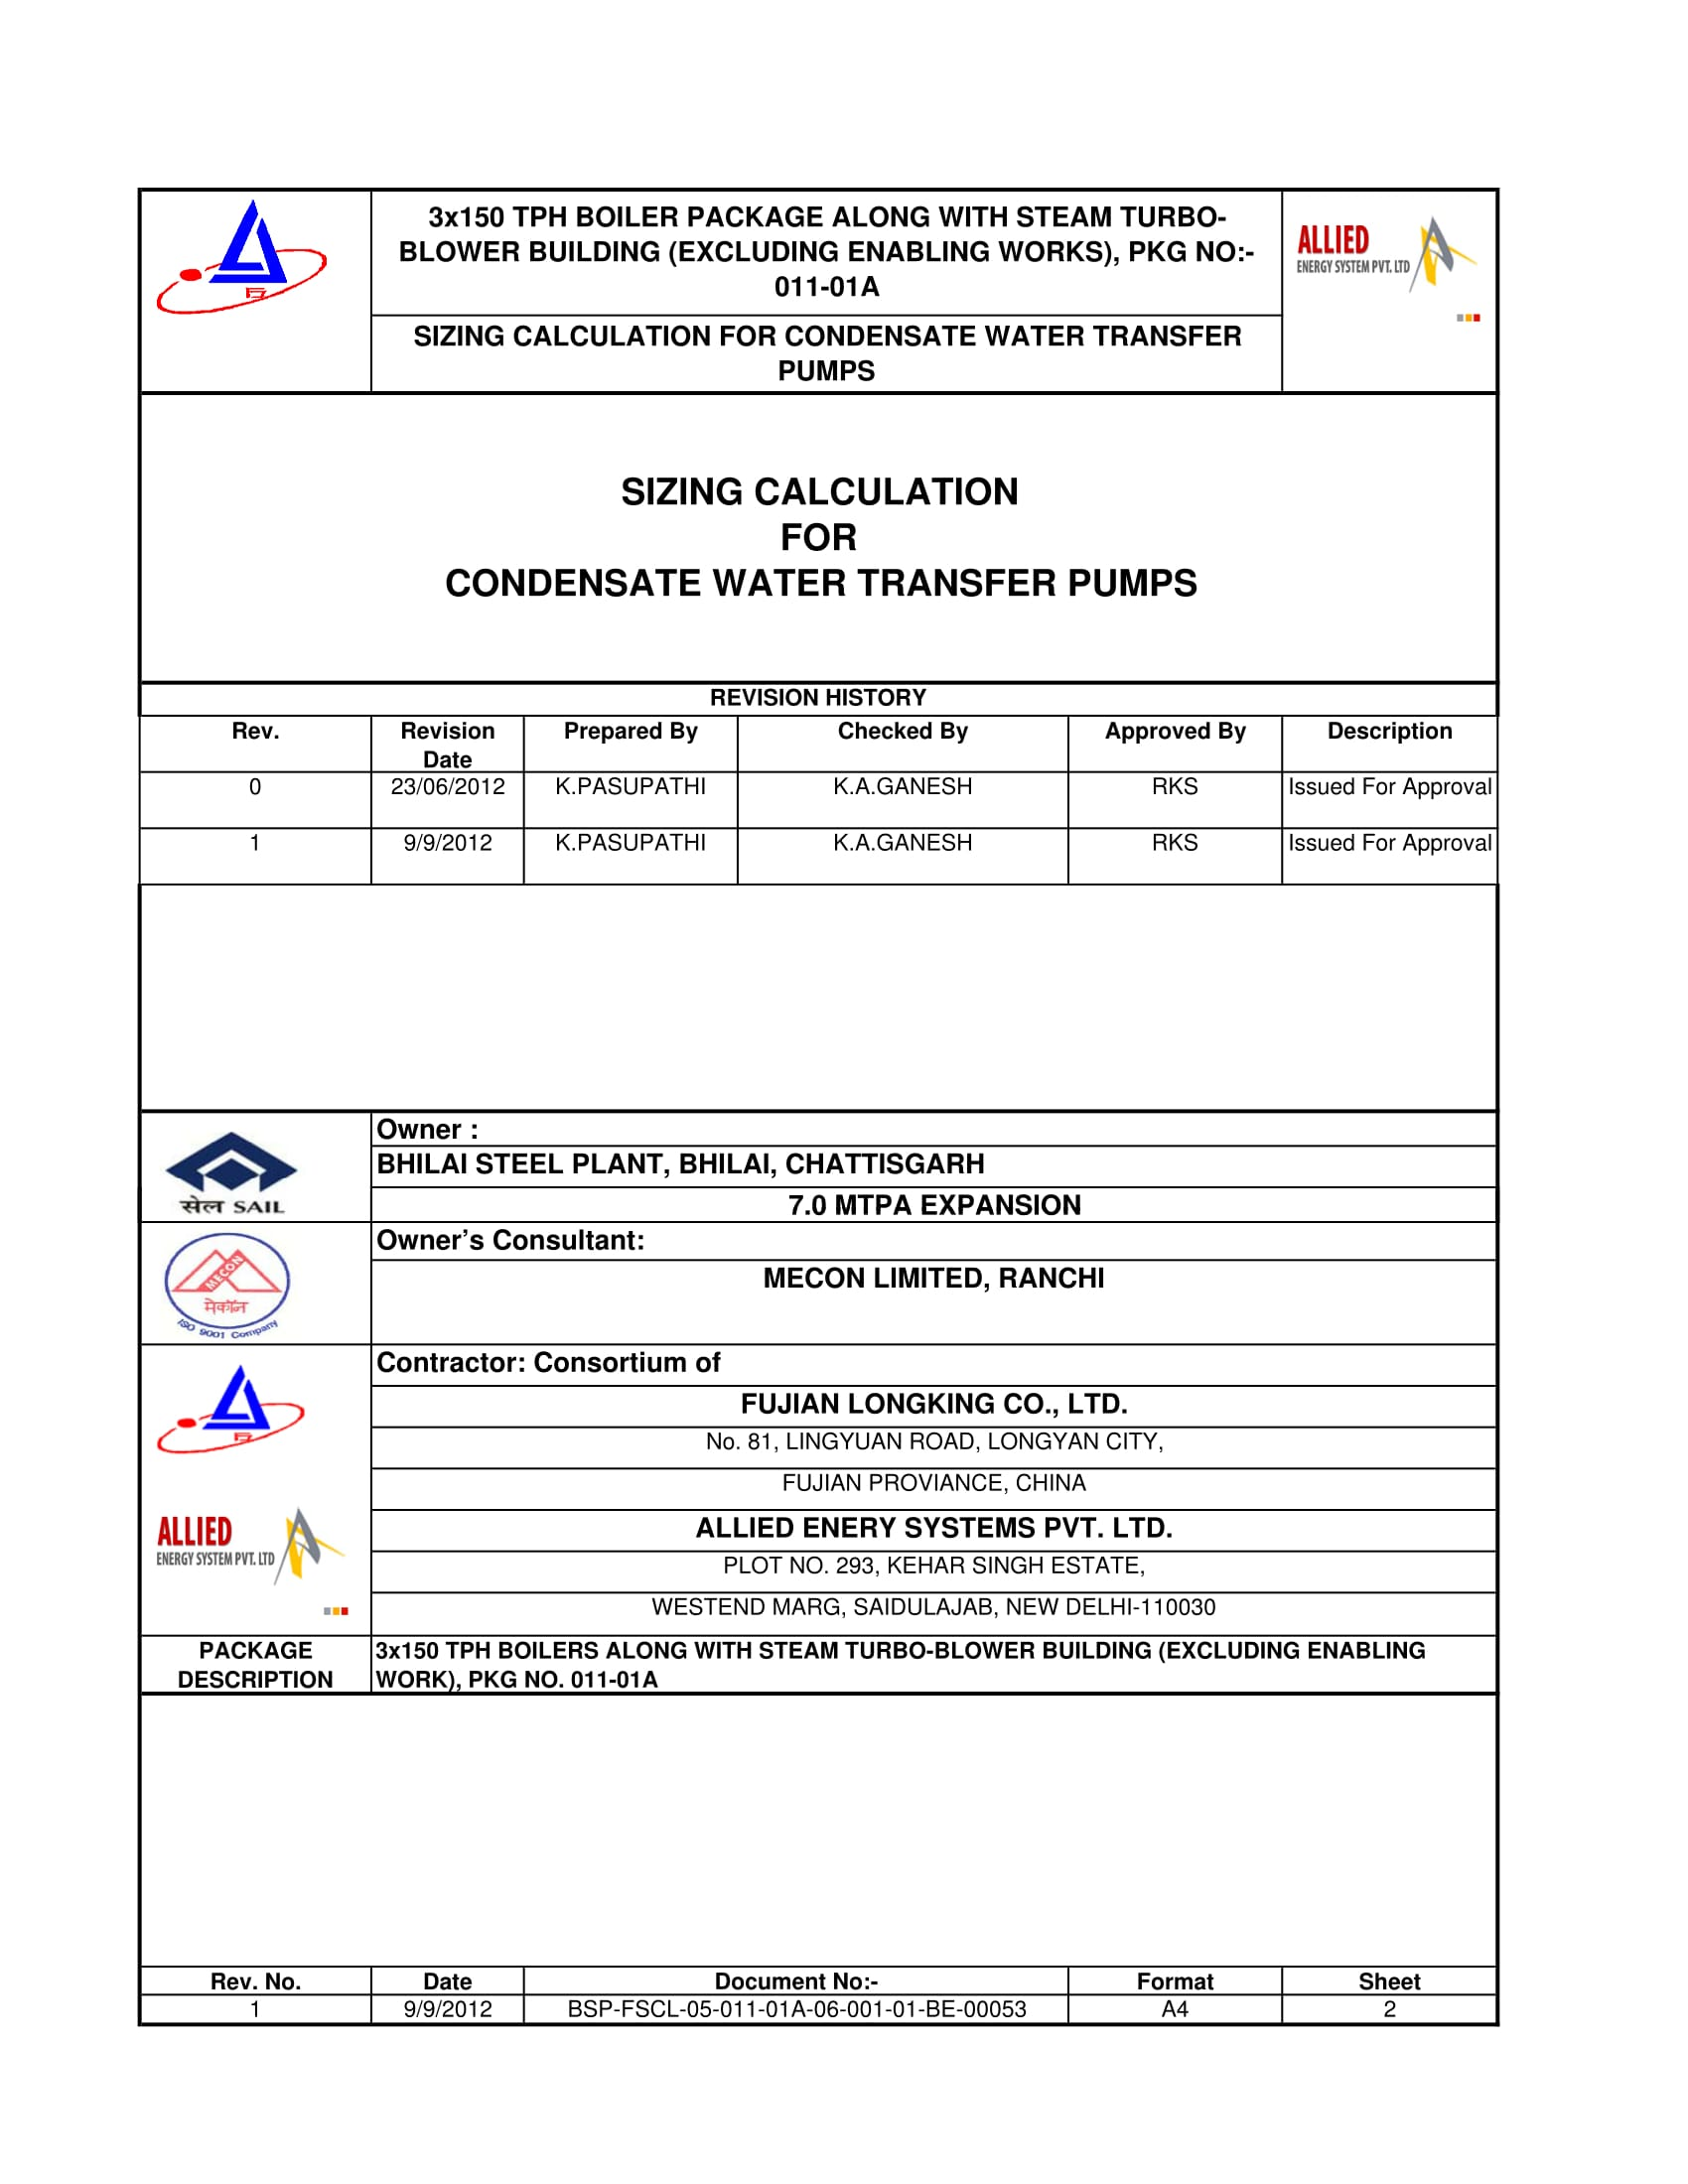 3x150 TPH BOILER PACKAGE ALONG WITH STEAM TURBO-
BLOWER BUILDING (EXCLUDING ENABLING WORKS), PKG NO:-
011-01A
ALLIED
ENERGY SYSTEM PVT. LTD
SIZING CALCULATION FOR CONDENSATE WATER TRANSFER
PUMPS
SIZING CALCULATION
FOR
CONDENSATE WATER TRANSFER PUMPS
REVISION HISTORY
Rev. Revision Date Prepared By Checked By Approved By Description
0 23/06/2012 K.PASUPATHI K.A.GANESH RKS Issued For Approval
1 9/9/2012 K.PASUPATHI K.A.GANESH RKS Issued For Approval
Owner :
BHILAI STEEL PLANT, BHILAI, CHATTISGARH
7.0 MTPA EXPANSION
सेल SAIL
Owner’s Consultant:
MECON LIMITED, RANCHI
MECON
मेकॉन
ISO 9001 Company
Contractor: Consortium of
FUJIAN LONGKING CO., LTD.
No. 81, LINGYUAN ROAD, LONGYAN CITY,
FUJIAN PROVIANCE, CHINA
ALLIED ENERY SYSTEMS PVT. LTD.
PLOT NO. 293, KEHAR SINGH ESTATE,
WESTEND MARG, SAIDULAJAB, NEW DELHI-110030
ALLIED
ENERGY SYSTEM PVT. LTD
PACKAGE DESCRIPTION
3x150 TPH BOILERS ALONG WITH STEAM TURBO-BLOWER BUILDING (EXCLUDING ENABLING
WORK), PKG NO. 011-01A
Rev. No. Date Document No:- Format Sheet
1 9/9/2012 BSP-FSCL-05-011-01A-06-001-01-BE-00053 A4 2